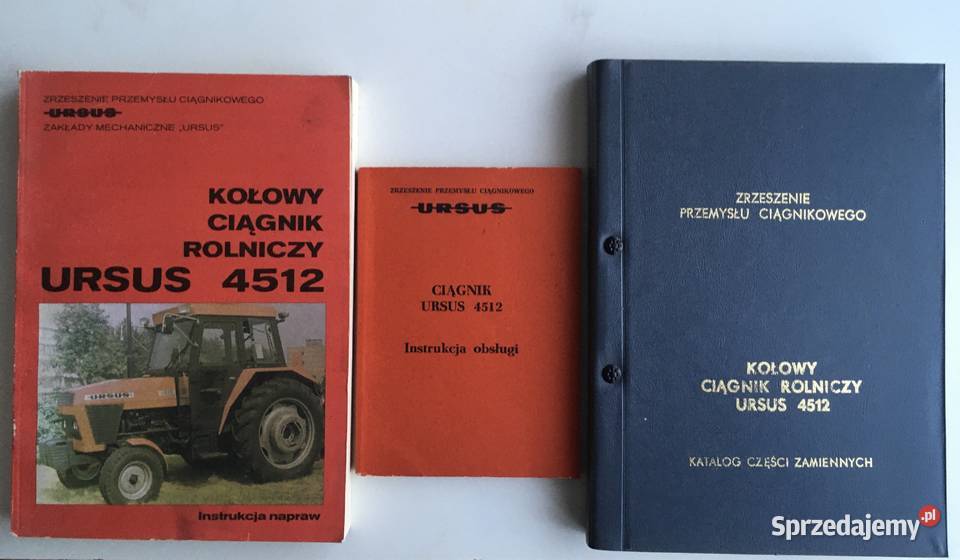 ZRZESZENIE PRZEMYSŁU CIĄGNIKOWEGO
URSUS
ZAKŁADY MECHANICZNE „URSUS"
KOŁOWY
CIĄGNIK
ROLNICZY
URSUS 4512
URSUS
Instrukcja napraw
ZRZESZENIE PRZEMYSŁU CIĄGNIKOWEGO
URSUS
CIĄGNIK
URSUS 4512
Instrukcja obsługi
ZRZESZENIE
PRZEMYSŁU CIĄGNIKOWEGO
KOŁOWY
CIĄGNIK ROLNICZY
URSUS 4512
KATALOG CZĘŚCI ZAMIENNYCH
Sprzedajemy.pl